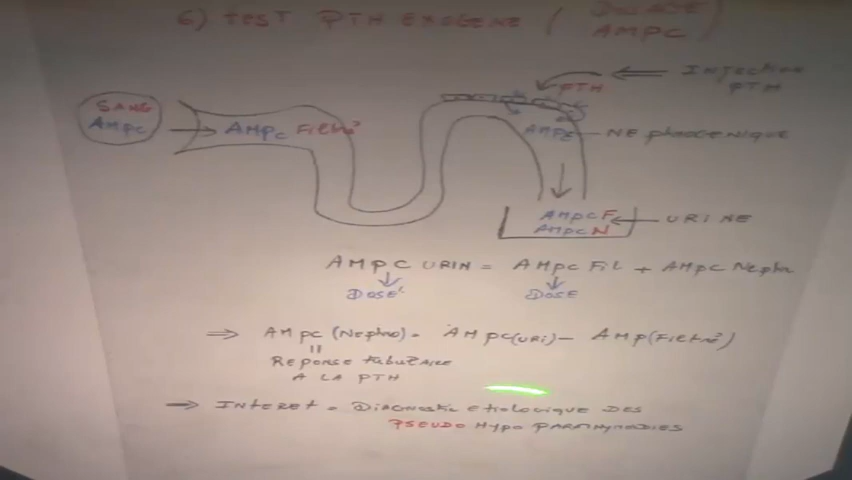 6) TEST PTH EXOGENE ( DOSAGE
AMPC )
INJECTION
PTH
PTH
SANG
AMPC
AMPC Filtré
AMPC
NEPhROGENIQUE
AMPC F
AMPC N
URINE
AMPC URIN = AMPC Fil + AMPC Nephr
DOSE
DOSE
⇒ AMPC (Nephro) = AMPC(URI) - AMP(Filtré)
=
REPONSE tubulAIRE
A LA PTH
⇒ INTERET = DIAGNOSTIC etiologique DES
PSEUDO Hypo PARAthyroidIES